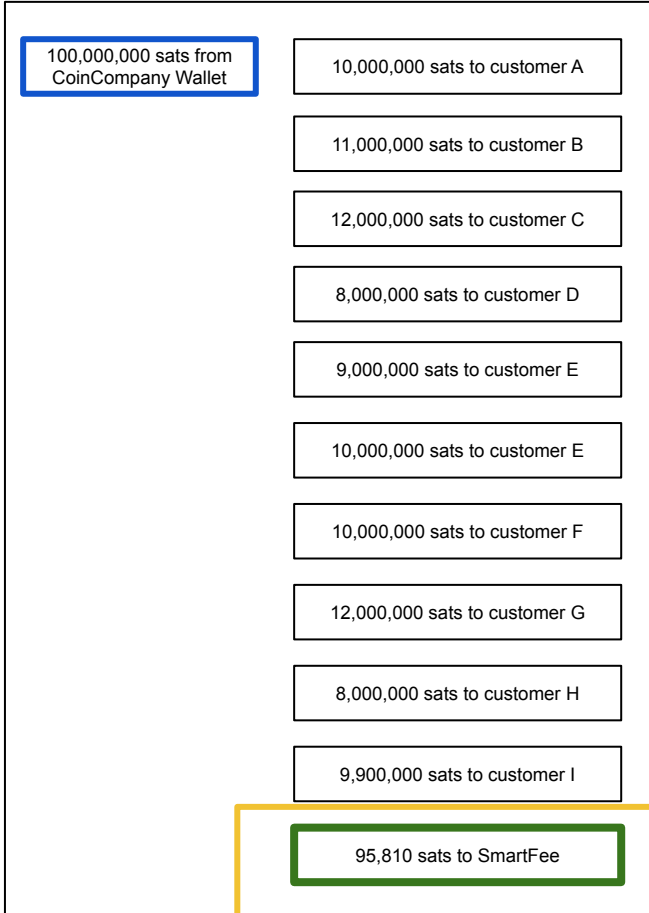 100,000,000 sats from
CoinCompany Wallet
10,000,000 sats to customer A
11,000,000 sats to customer B
12,000,000 sats to customer C
8,000,000 sats to customer D
9,000,000 sats to customer E
10,000,000 sats to customer E
10,000,000 sats to customer F
12,000,000 sats to customer G
8,000,000 sats to customer H
9,900,000 sats to customer I
95,810 sats to SmartFee